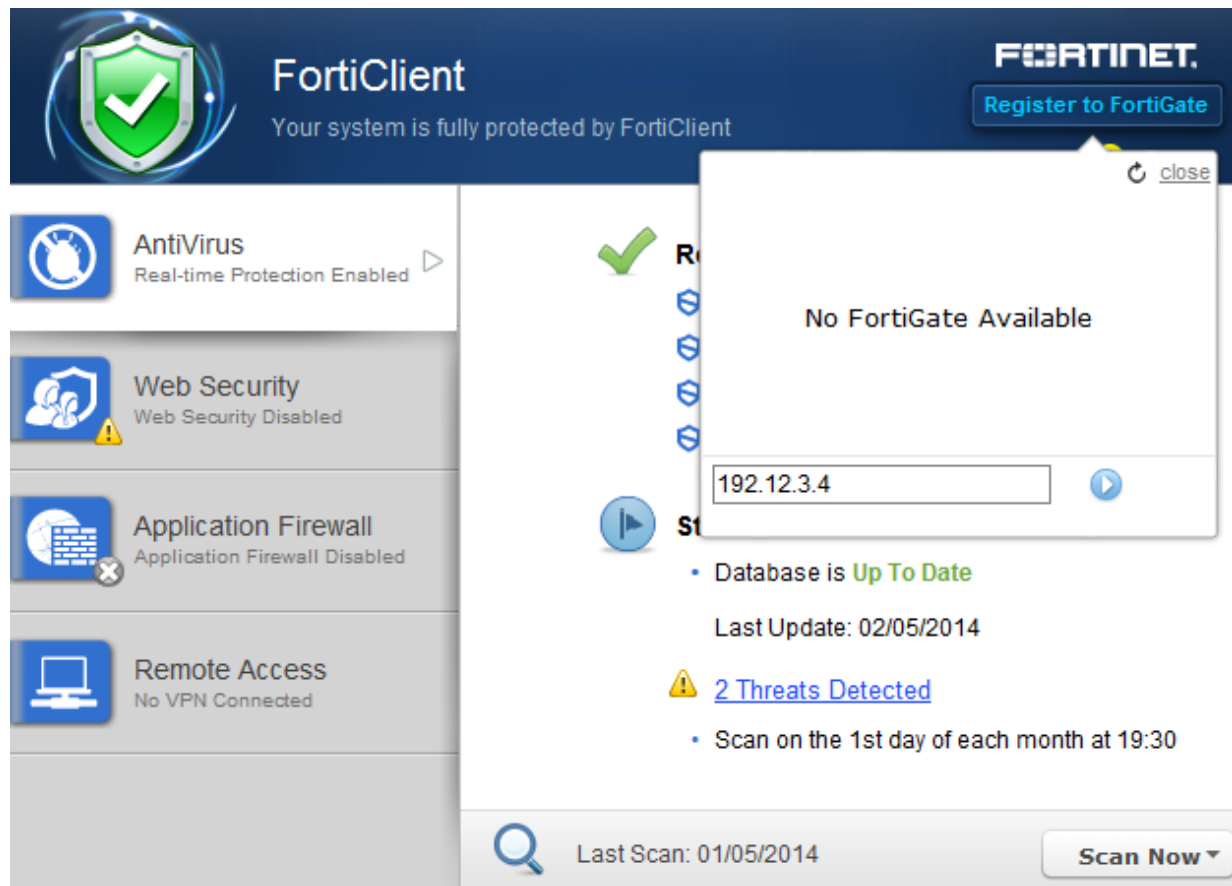 FortiClient
Your system is fully protected by FortiClient
FORTINET
Register to FortiGate
close
No FortiGate Available
192.12.3.4
AntiVirus
Real-time Protection Enabled
Web Security
Web Security Disabled
Application Firewall
Application Firewall Disabled
Remote Access
No VPN Connected
Database is Up To Date
Last Update: 02/05/2014
2 Threats Detected
Scan on the 1st day of each month at 19:30
Last Scan: 01/05/2014
Scan Now